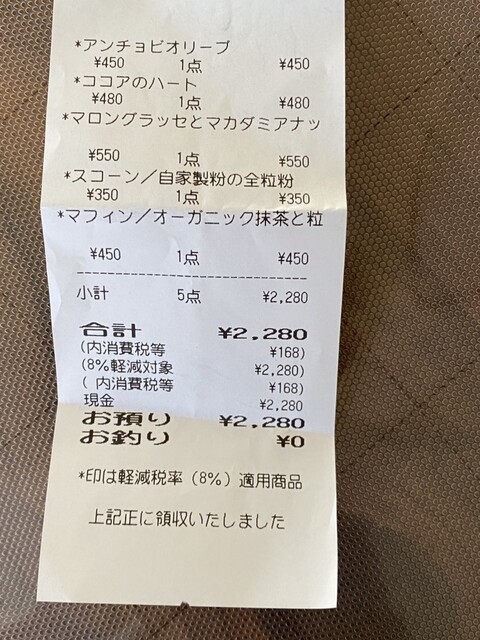 *アンチョビオリーブ
¥450 1点 ¥450
*ココアのハート
¥480 1点 ¥480
*マロングラッセとマカダミアナッ
¥550 1点 ¥550
*スコーン／自家製粉の全粒粉
¥350 1点 ¥350
*マフィン／オーガニック抹茶と粒
¥450 1点 ¥450
小計 5点 ¥2,280
合計 ¥2,280
(内消費税等 ¥168)
(8%軽減対象 ¥2,280)
( 内消費税等 ¥168)
現金 ¥2,280
お預り ¥2,280
お釣り ¥0
*印は軽減税率（8%）適用商品
上記正に領収いたしました